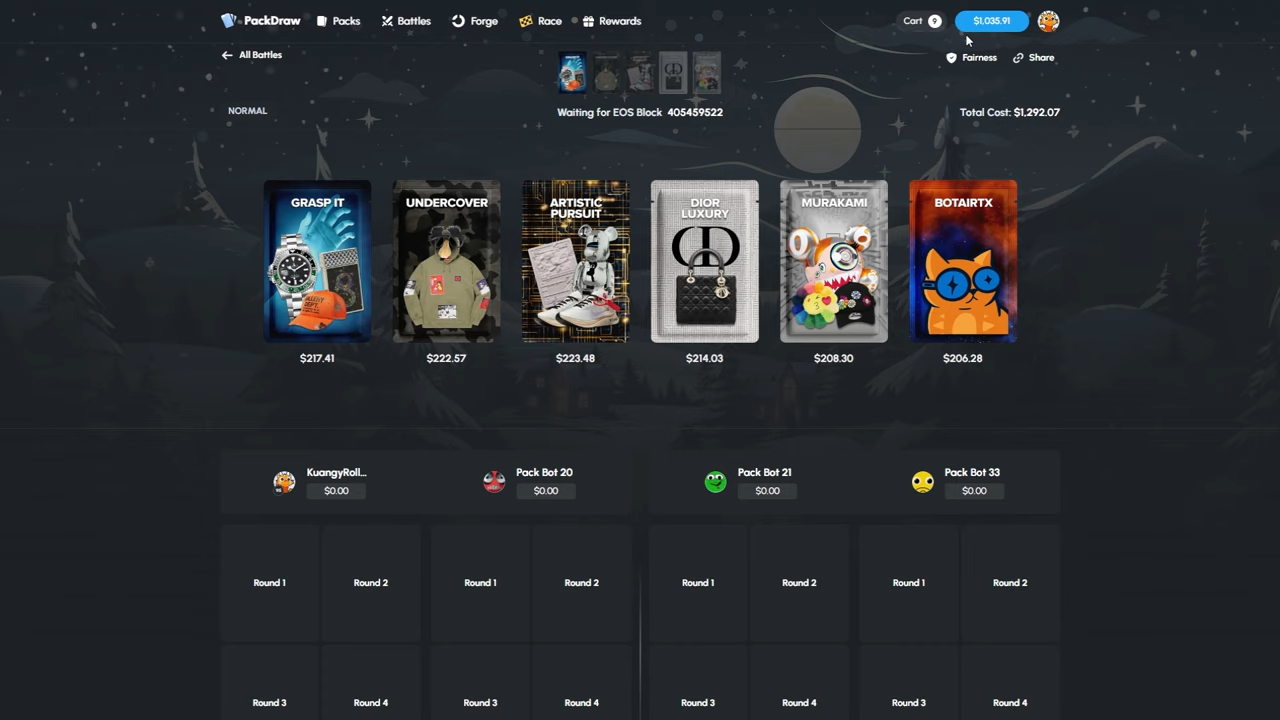 PackDraw
Packs
Battles
Forge
Race
Rewards
Cart 9
$1,035.91
All Battles
Fairness
Share
NORMAL
Waiting for EOS Block 405459522
Total Cost: $1,292.07
GRASP IT
UNDERCOVER
ARTISTIC
PURSUIT
DIOR
LUXURY
MURAKAMI
BOTAIRTX
$217.41
$222.57
$223.48
$214.03
$208.30
$206.28
KuangyRoll...
$0.00
Pack Bot 20
$0.00
Pack Bot 21
$0.00
Pack Bot 33
$0.00
Round 1
Round 2
Round 1
Round 2
Round 1
Round 2
Round 1
Round 2
Round 3
Round 4
Round 3
Round 4
Round 3
Round 4
Round 3
Round 4